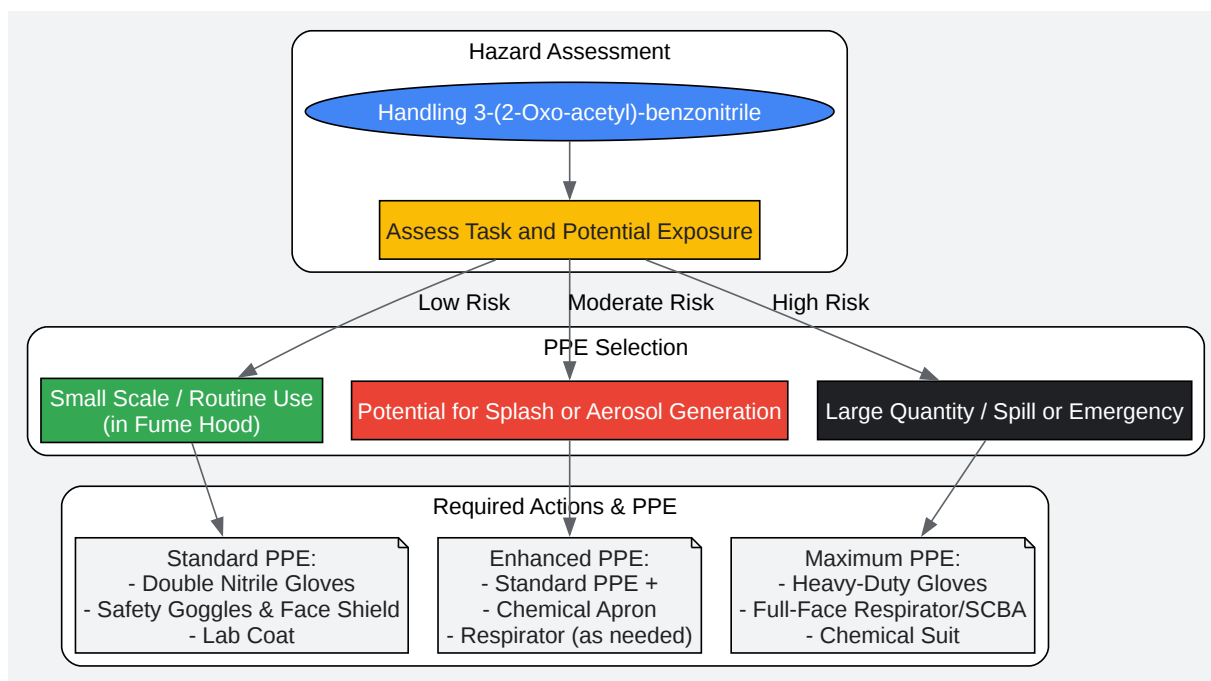 Hazard Assessment
Handling 3-(2-Oxo-acetyl)-benzonitrile
Assess Task and Potential Exposure
Low Risk
Moderate Risk
High Risk
PPE Selection
Small Scale / Routine Use
(in Fume Hood)
Potential for Splash or Aerosol Generation
Large Quantity / Spill or Emergency
Required Actions & PPE
Standard PPE:
- Double Nitrile Gloves
- Safety Goggles & Face Shield
- Lab Coat
Enhanced PPE:
- Standard PPE +
- Chemical Apron
- Respirator (as needed)
Maximum PPE:
- Heavy-Duty Gloves
- Full-Face Respirator/SCBA
- Chemical Suit